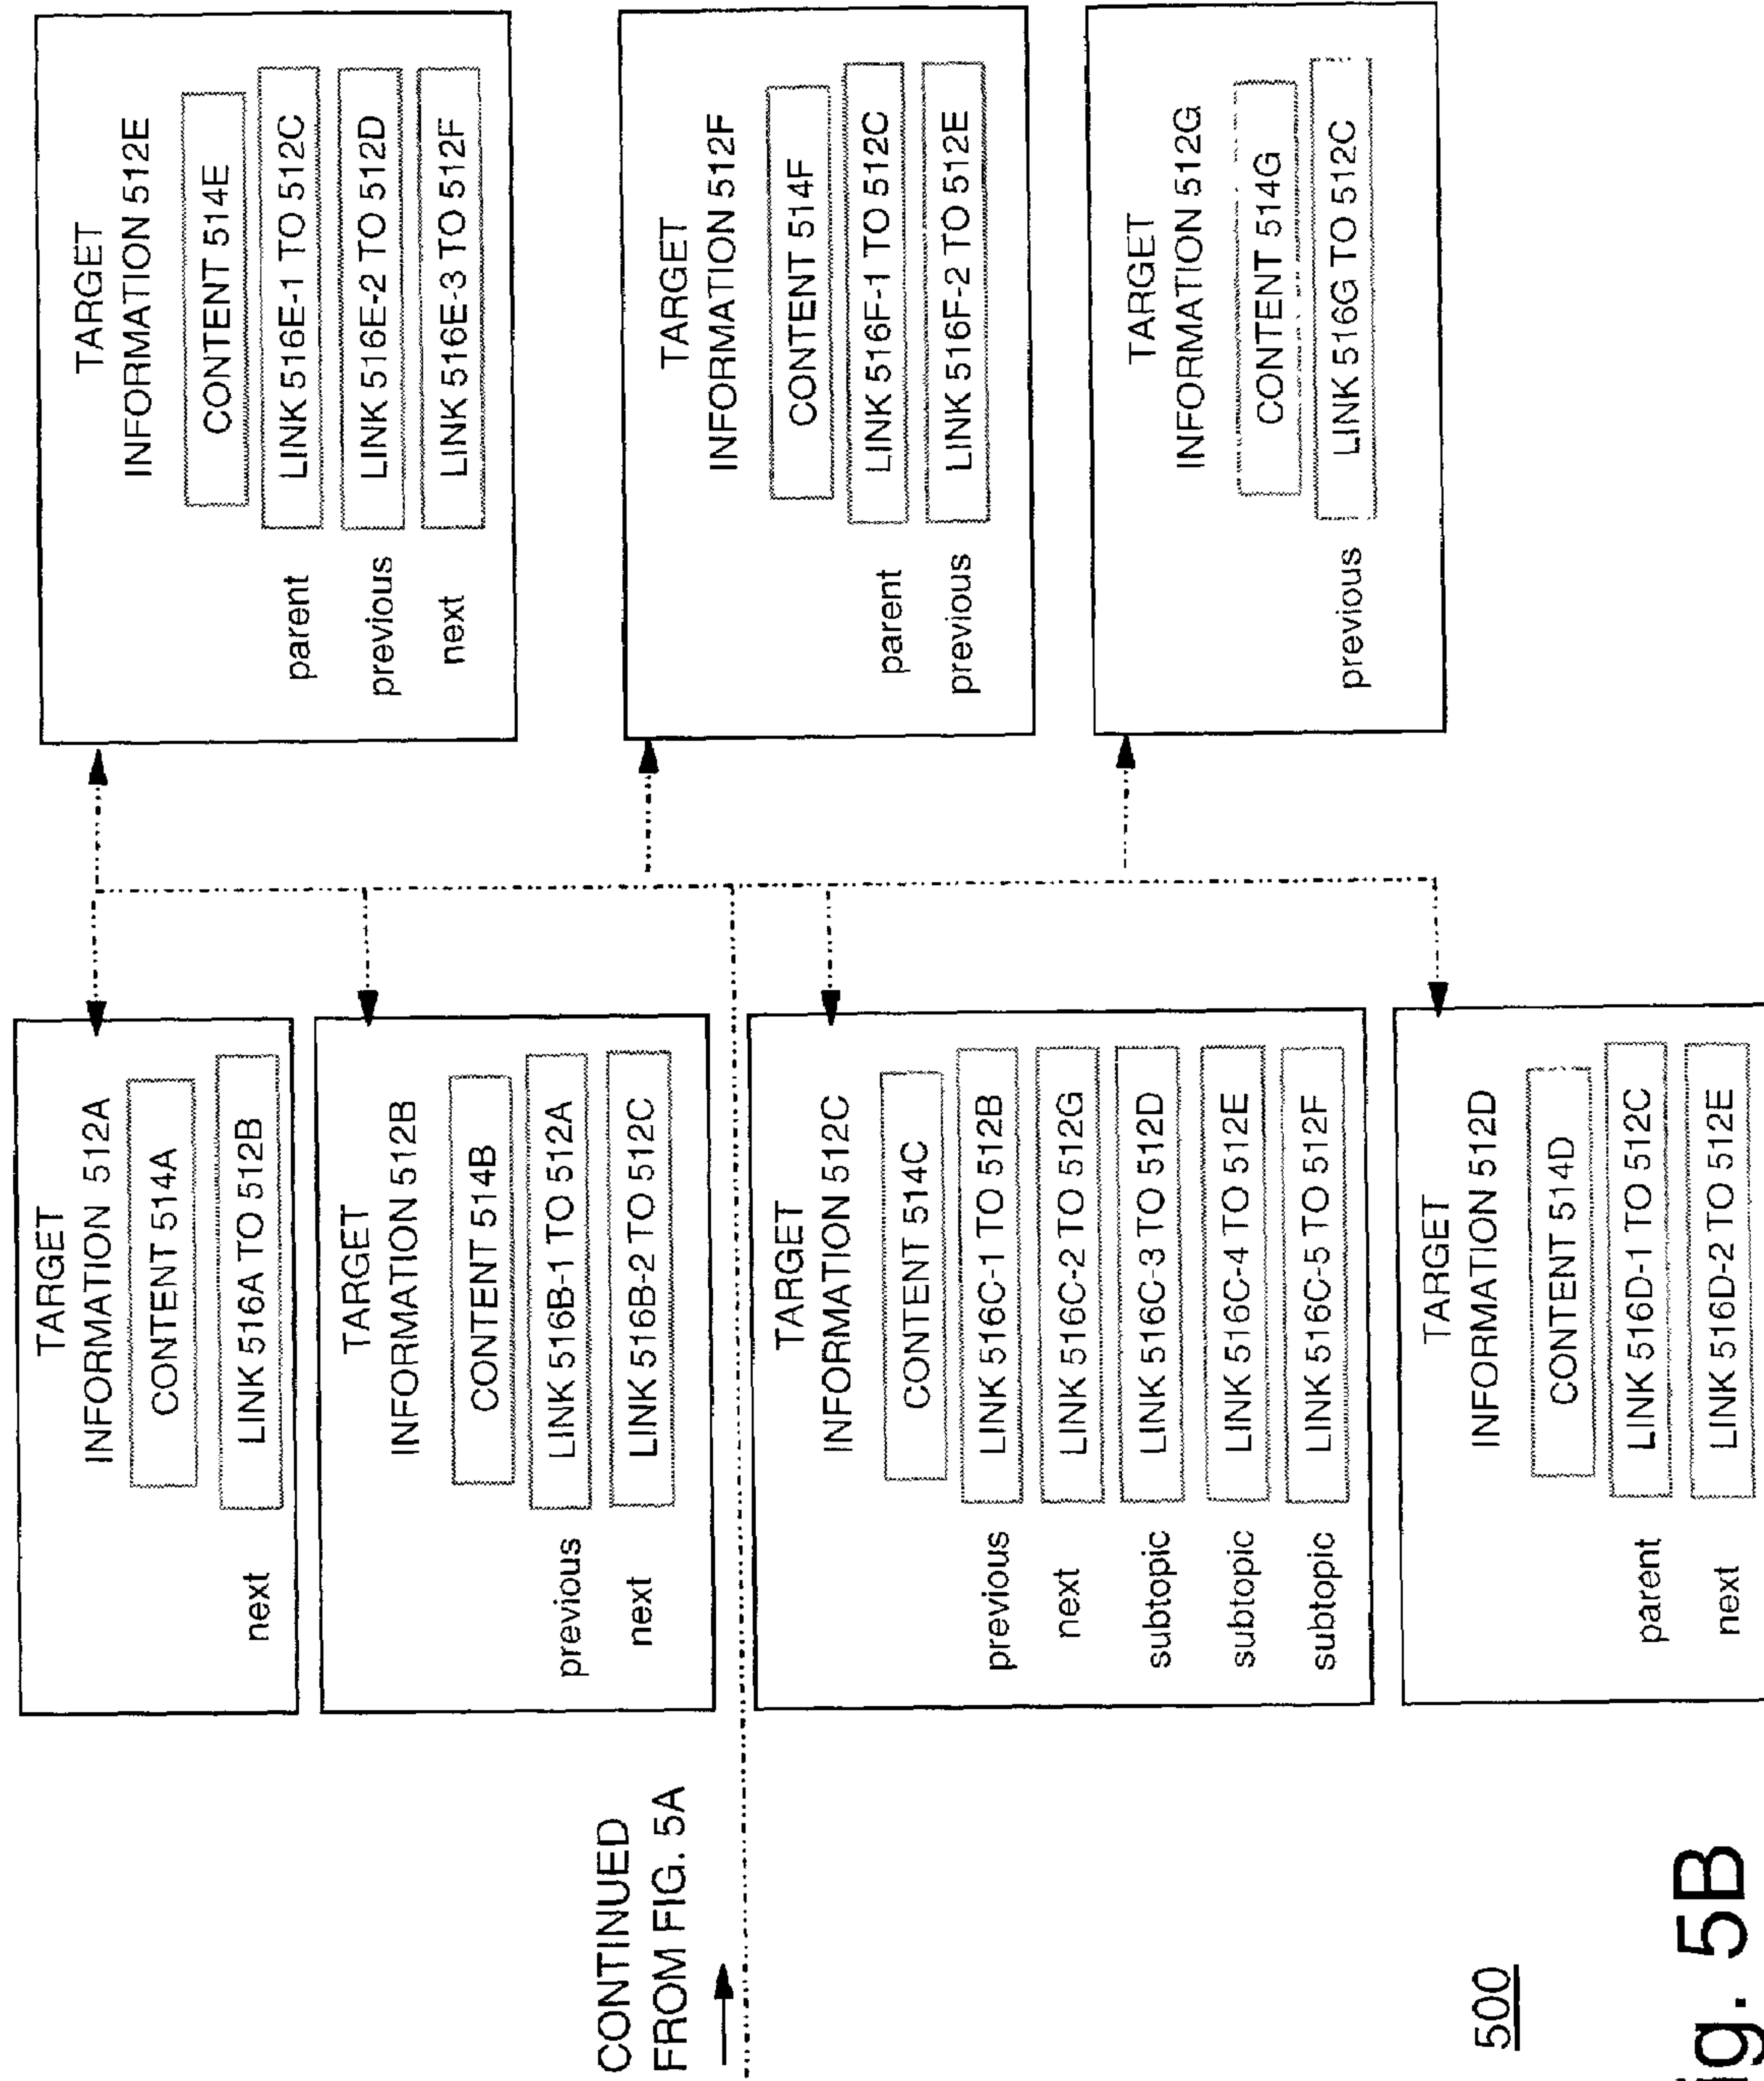 CONTINUED
FROM FIG. 5A
TARGET
INFORMATION 512A
CONTENT 514A
next LINK 516A TO 512B
TARGET
INFORMATION 512B
CONTENT 514B
previous LINK 516B-1 TO 512A
next LINK 516B-2 TO 512C
TARGET
INFORMATION 512C
CONTENT 514C
previous LINK 516C-1 TO 512B
next LINK 516C-2 TO 512G
subtopic LINK 516C-3 TO 512D
subtopic LINK 516C-4 TO 512E
subtopic LINK 516C-5 TO 512F
TARGET
INFORMATION 512D
CONTENT 514D
parent LINK 516D-1 TO 512C
next LINK 516D-2 TO 512E
TARGET
INFORMATION 512E
CONTENT 514E
parent LINK 516E-1 TO 512C
previous LINK 516E-2 TO 512D
next LINK 516E-3 TO 512F
TARGET
INFORMATION 512F
CONTENT 514F
parent LINK 516F-1 TO 512C
previous LINK 516F-2 TO 512E
TARGET
INFORMATION 512G
CONTENT 514G
previous LINK 516G TO 512C
500
ig. 5B